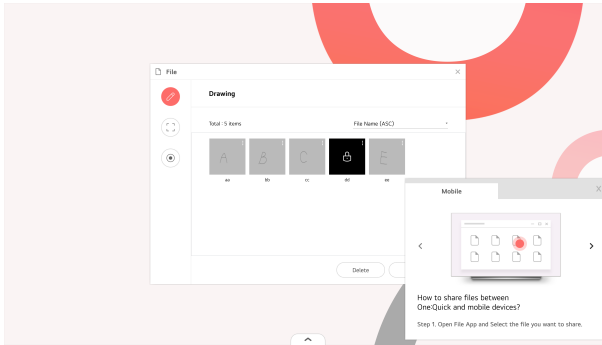 File
Drawing
Total : 5 items
File Name (ASC)
A
B
C
E
aa
bb
cc
dd
ee
Delete
Mobile
How to share files between
One:Quick and mobile devices?
Step 1. Open File App and Select the file you want to share.